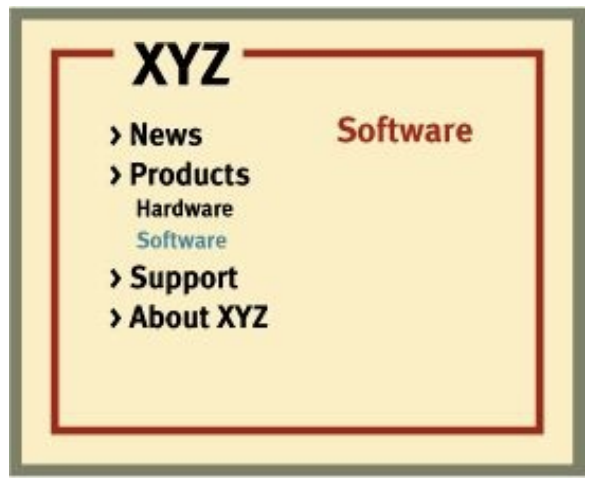 XYZ
› News
› Products
Hardware
Software
› Support
› About XYZ
Software